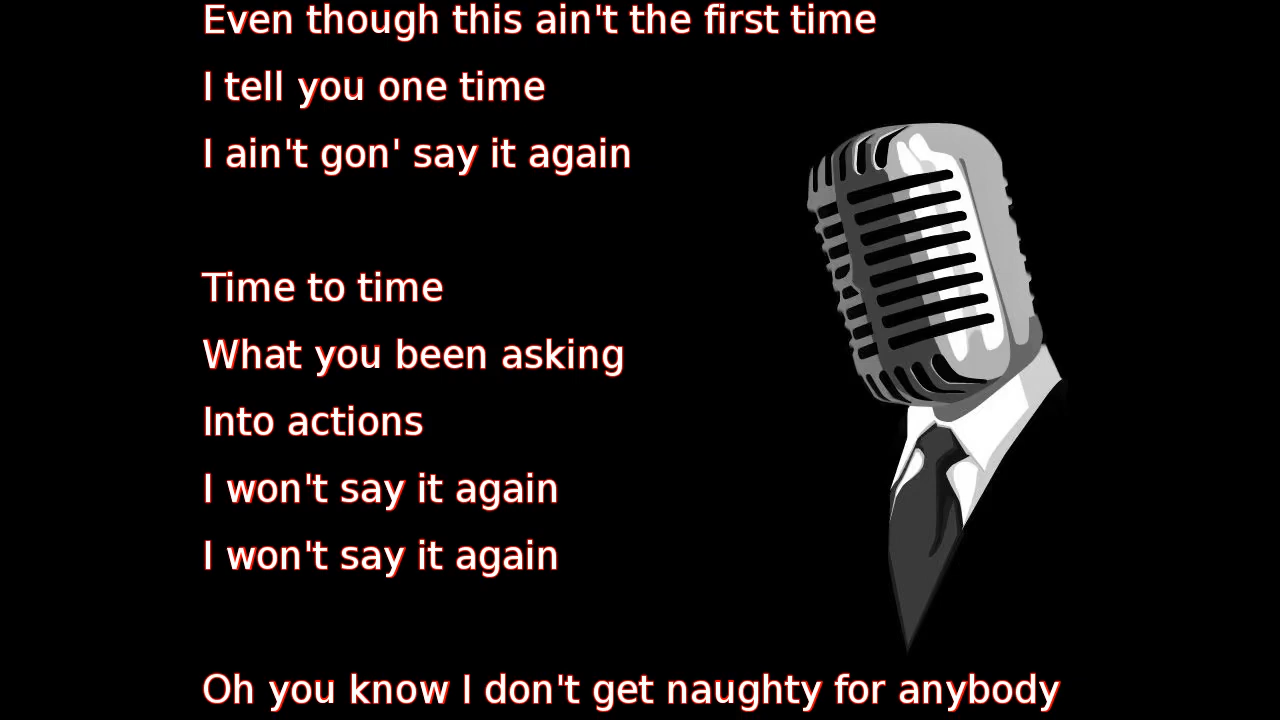 Even though this ain't the first time
I tell you one time
I ain't gon' say it again
Time to time
What you been asking
Into actions
I won't say it again
I won't say it again
Oh you know I don't get naughty for anybody